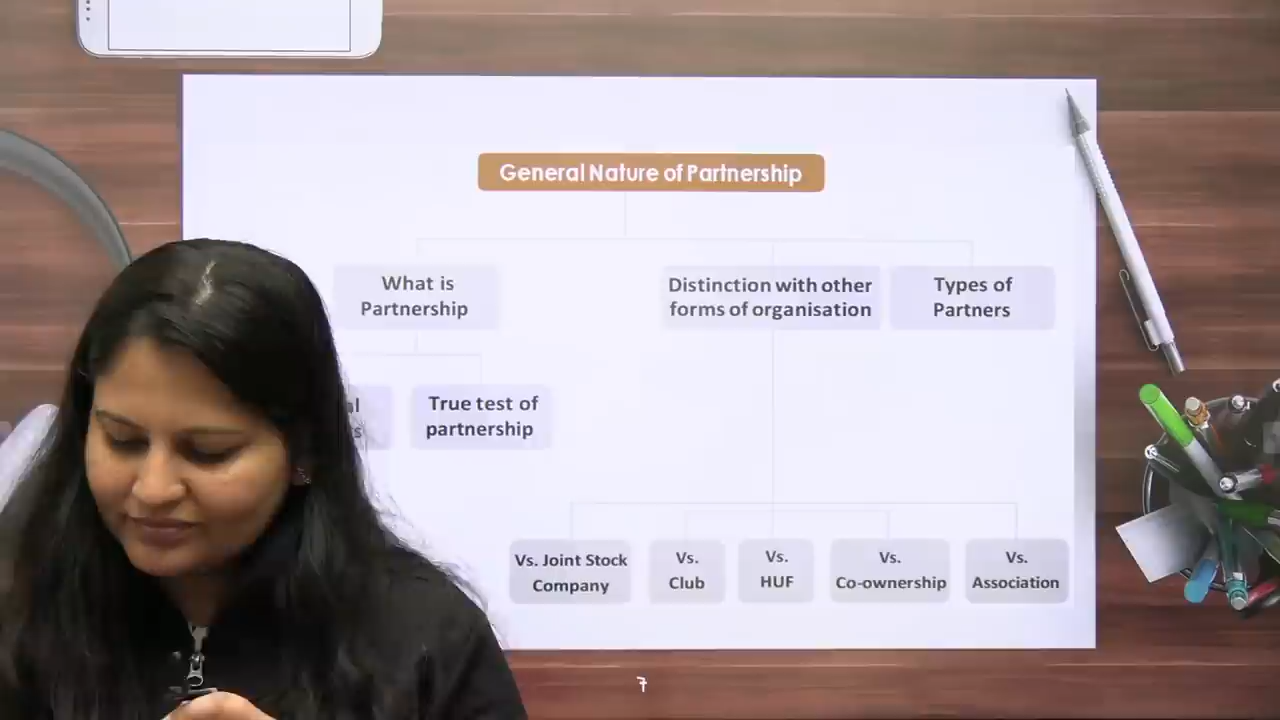 General Nature of Partnership
What is
Partnership
Distinction with other
forms of organisation
Types of
Partners
True test of
partnership
Vs. Joint Stock
Company
Vs.
Club
Vs.
HUF
Vs.
Co-ownership
Vs.
Association
7